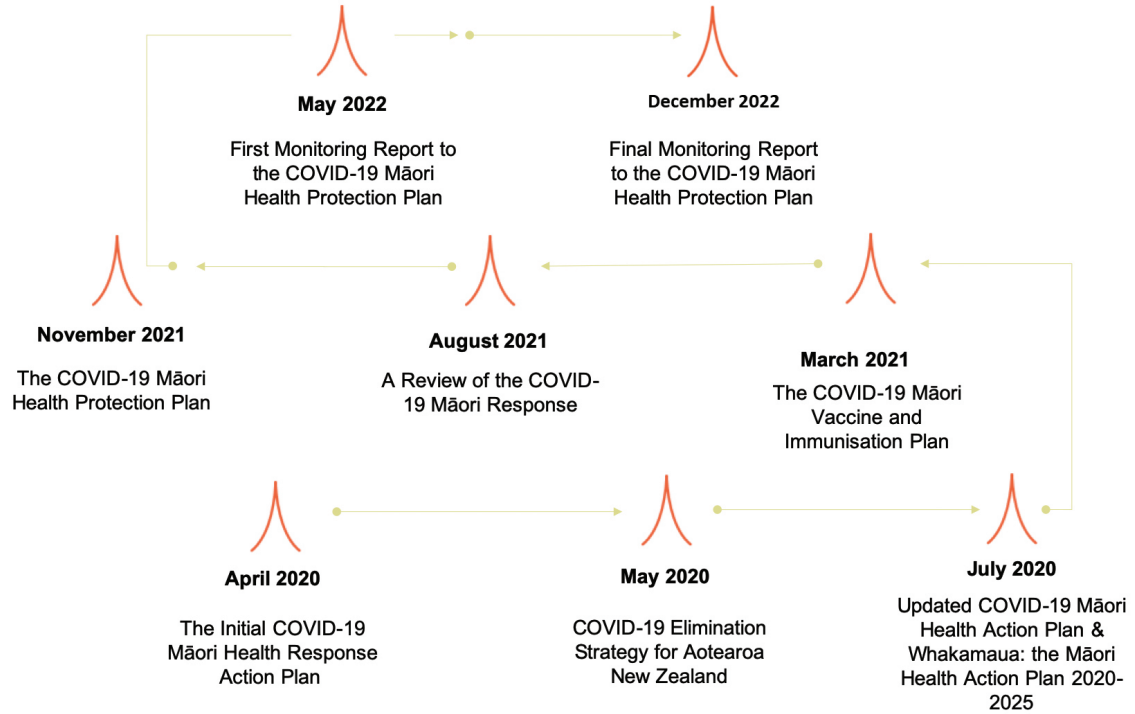 May 2022
First Monitoring Report to
the COVID-19 Māori
Health Protection Plan
December 2022
Final Monitoring Report
to the COVID-19 Māori
Health Protection Plan
November 2021
The COVID-19 Māori
Health Protection Plan
August 2021
A Review of the COVID-
19 Māori Response
March 2021
The COVID-19 Māori
Vaccine and
Immunisation Plan
April 2020
The Initial COVID-19
Māori Health Response
Action Plan
May 2020
COVID-19 Elimination
Strategy for Aotearoa
New Zealand
July 2020
Updated COVID-19 Māori
Health Action Plan &
Whakamaua: the Māori
Health Action Plan 2020-
2025